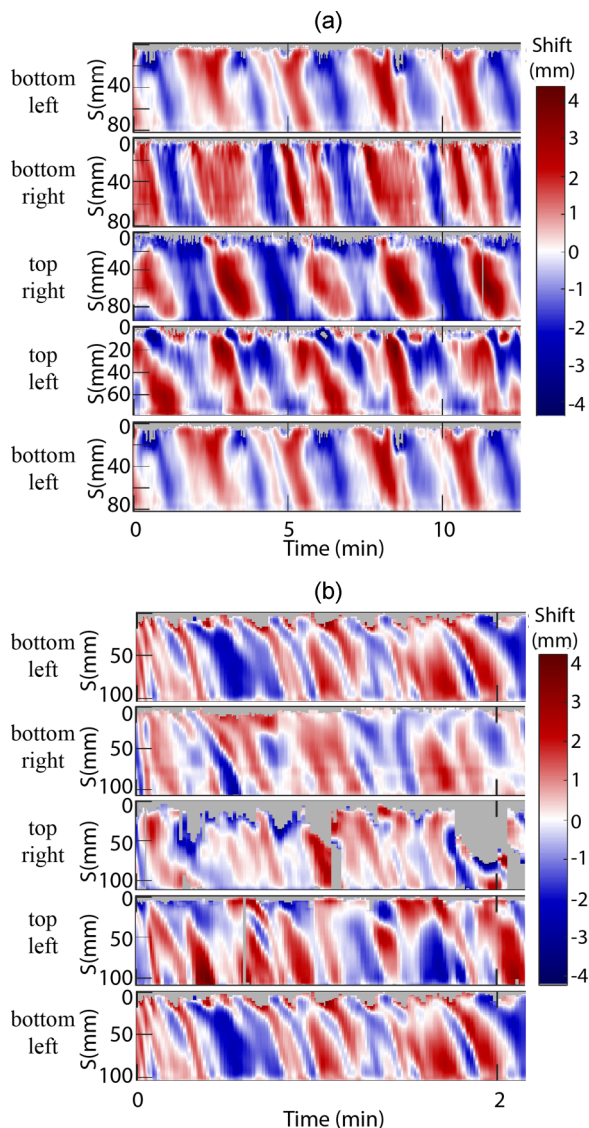 (a)
Shift
(mm)
bottom
left
S(mm)
40
80
bottom
right
S(mm)
0
40
80
top
right
S(mm)
0
40
80
top
left
S(mm)
0
20
40
60
bottom
left
S(mm)
0
40
80
0
5
10
Time (min)
4
3
2
1
0
-1
-2
-3
-4
(b)
Shift
(mm)
bottom
left
S(mm)
50
100
bottom
right
S(mm)
0
50
100
top
right
S(mm)
0
50
100
top
left
S(mm)
0
50
100
bottom
left
S(mm)
0
50
100
0
2
Time (min)
4
3
2
1
0
-1
-2
-3
-4